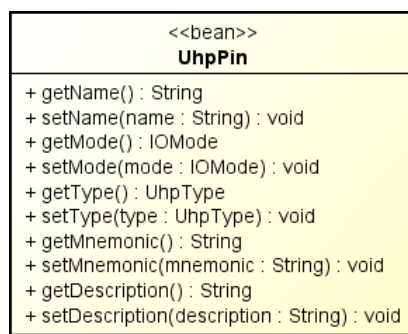 <<bean>>
UhpPin
+ getName() : String
+ setName(name : String) : void
+ getMode() : IOMode
+ setMode(mode : IOMode) : void
+ getType() : UhpType
+ setType(type : UhpType) : void
+ getMnemonic() : String
+ setMnemonic(mnemonic : String) : void
+ getDescription() : String
+ setDescription(description : String) : void